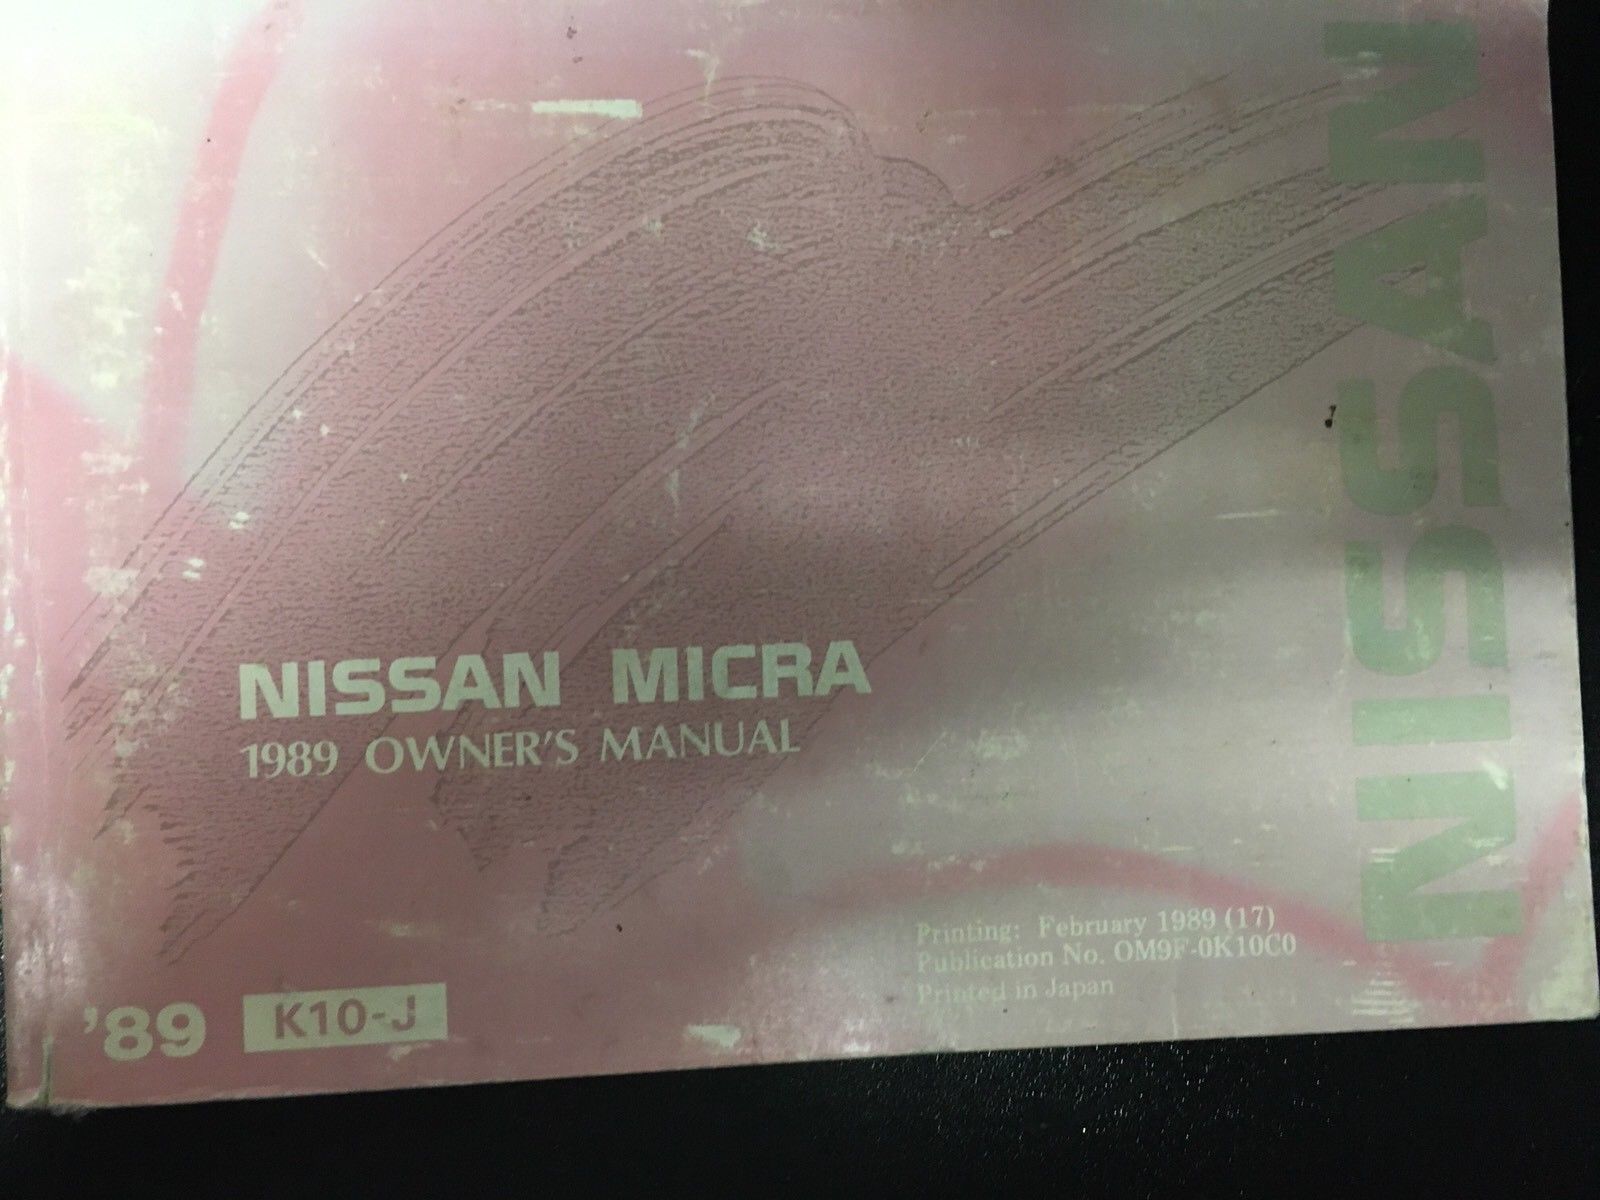 NISSAN
NISSAN MICRA
1989 OWNER'S MANUAL
Printing: February 1989 (17)
Publication No. OM9F-0K10C0
Printed in Japan
'89 K10-J